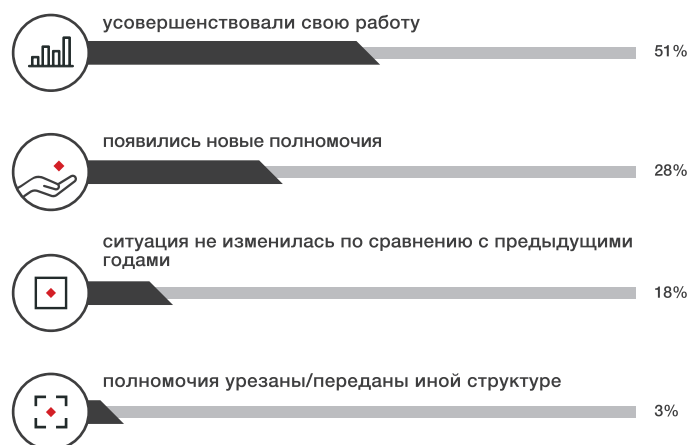 усовершенствовали свою работу
51%
появились новые полномочия
28%
ситуация не изменилась по сравнению с предыдущими
годами
18%
полномочия урезаны/переданы иной структуре
3%